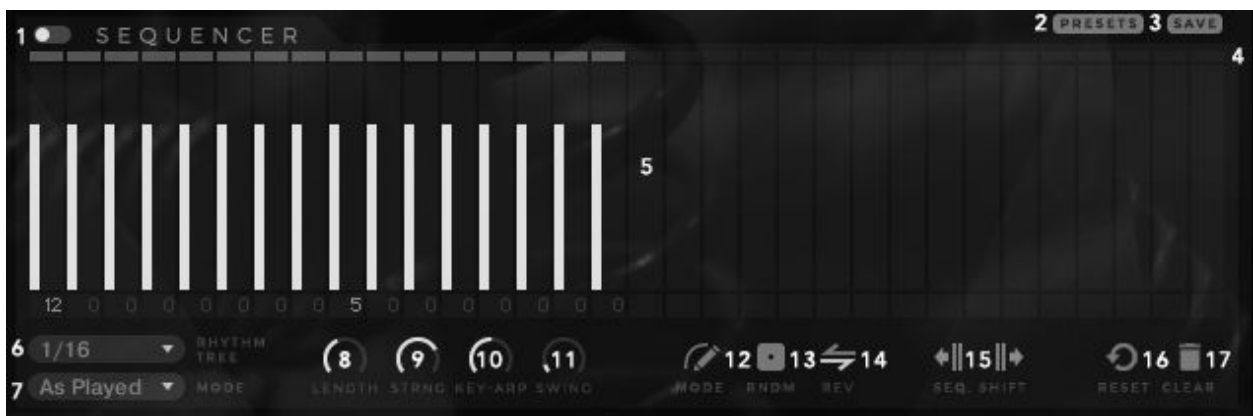 1 SEQUENCER 2 PRESETS 3 SAVE
4
5
12 0 0 0 0 0 0 0 5 0 0 0 0 0 0 0
6 1/16 RHYTHM TREE 8 9 10 11 12 13 14 15 16 17
7 As Played MODE LENGTH STRNG KEY-ARP SWING MODE RNDM REV SEQ. SHIFT RESET CLEAR